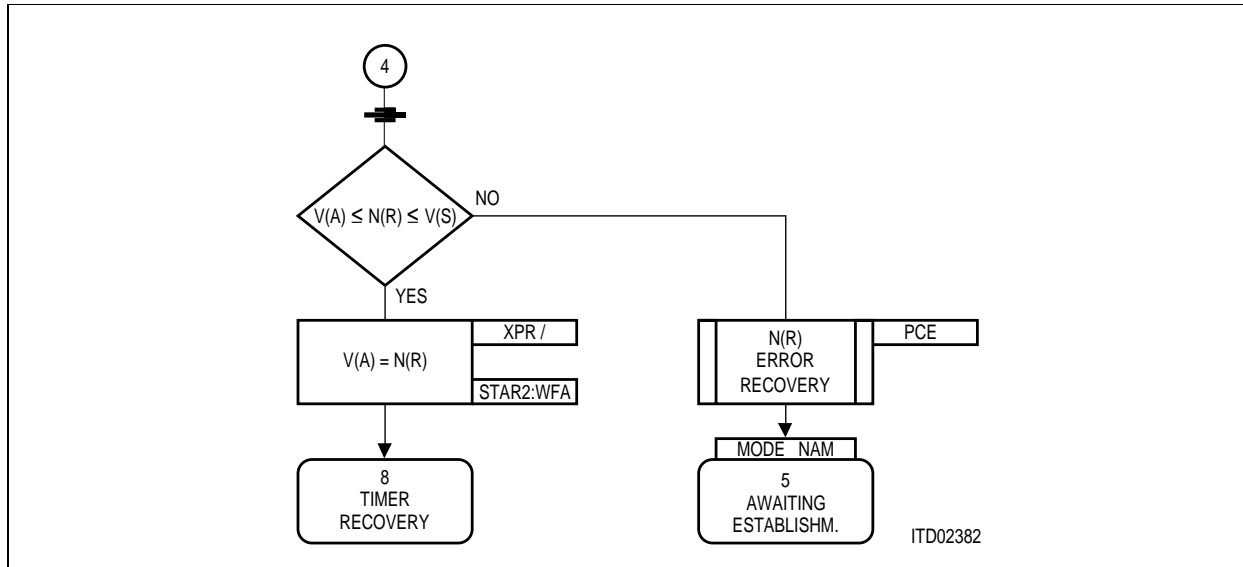 4
V(A) ≤ N(R) ≤ V(S)
NO
YES
V(A) = N(R)
XPR /
STAR2:WFA
N(R)
ERROR
RECOVERY
PCE
8
TIMER
RECOVERY
MODE NAM
5
AWAITING
ESTABLISHM.
ITD02382